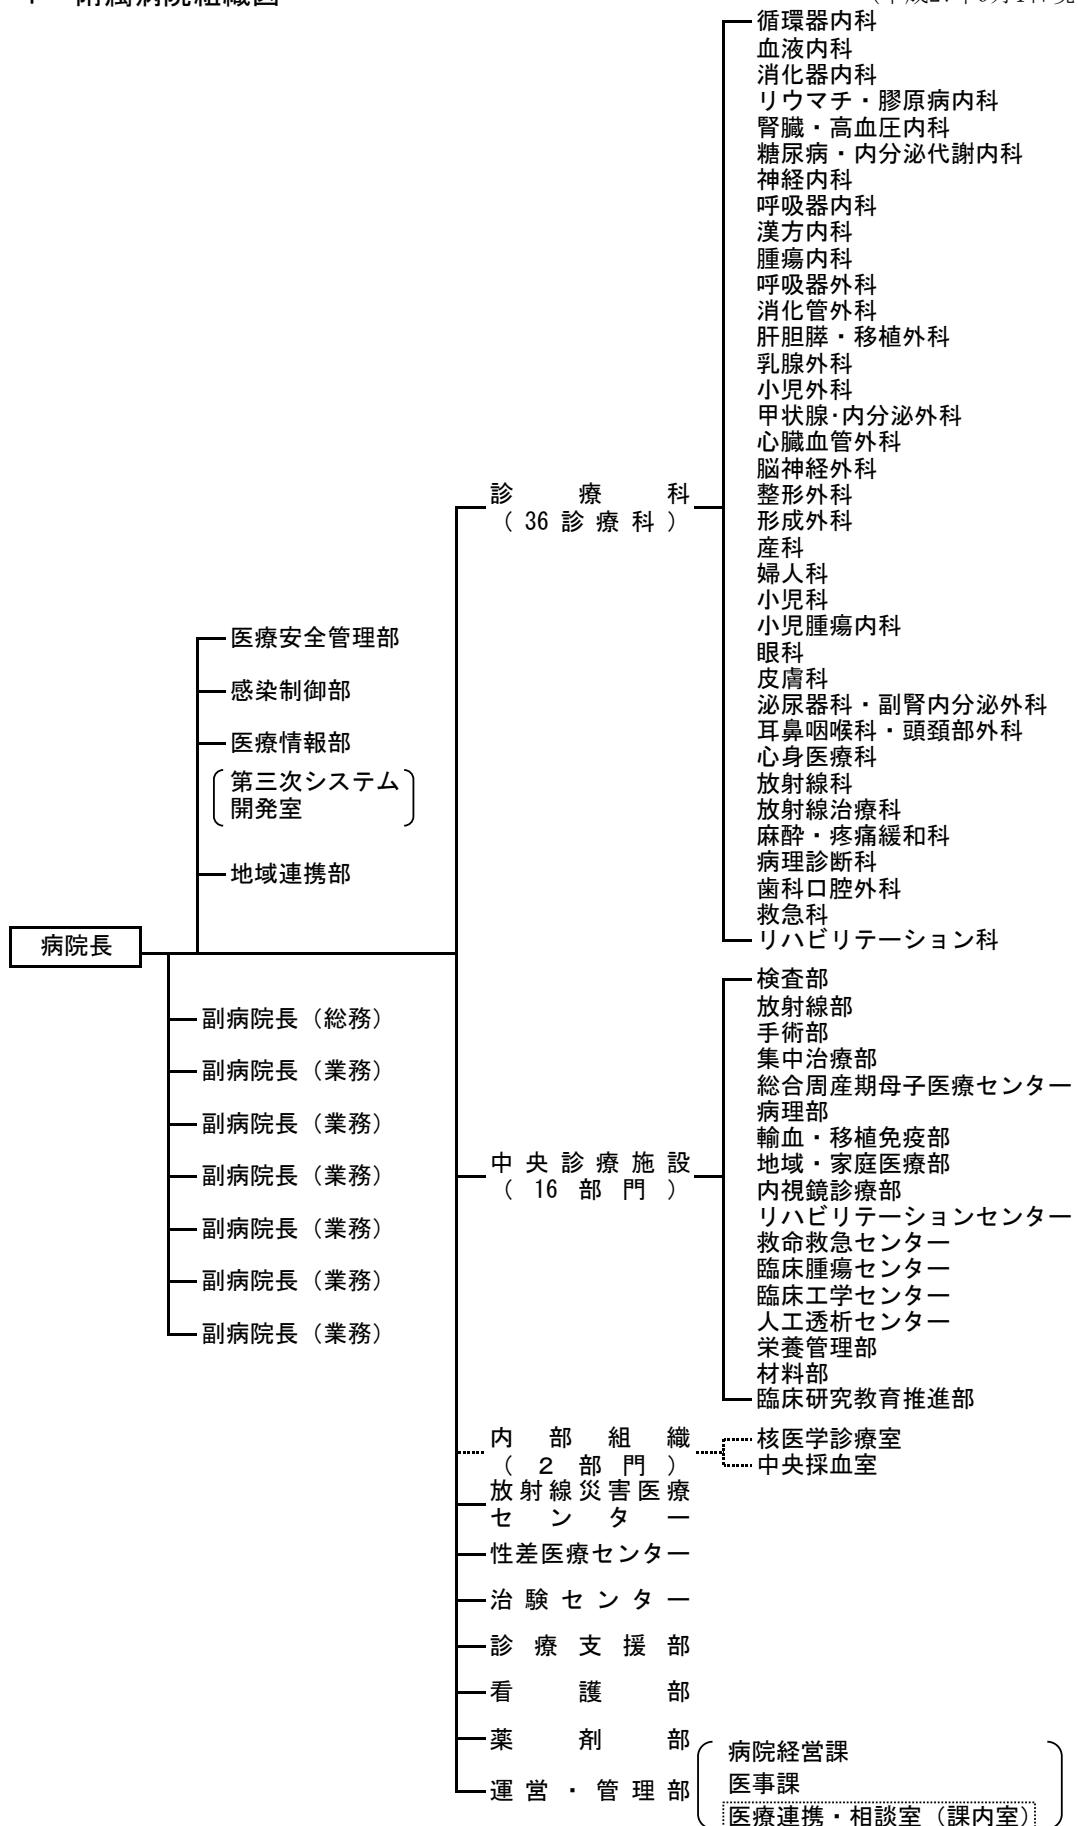 附属病院組織図
循環器内科
血液内科
消化器内科
リウマチ・膠原病内科
腎臓・高血圧内科
糖尿病・内分泌代謝内科
神経内科
呼吸器内科
漢方内科
腫瘍内科
呼吸器外科
消化管外科
肝胆膵・移植外科
乳腺外科
小児外科
甲状腺･内分泌外科
心臓血管外科
脳神経外科
整形外科
形成外科
産科
婦人科
小児科
小児腫瘍内科
眼科
皮膚科
泌尿器科・副腎内分泌外科
耳鼻咽喉科・頭頚部外科
心身医療科
放射線科
放射線治療科
麻酔・疼痛緩和科
病理診断科
歯科口腔外科
救急科
リハビリテーション科
診療科
(36診療科)
医療安全管理部
感染制御部
医療情報部
第三次システム
開発室
地域連携部
病院長
副病院長（総務）
副病院長（業務）
副病院長（業務）
副病院長（業務）
副病院長（業務）
副病院長（業務）
副病院長（業務）
中央診療施設
(16部門)
検査部
放射線部
手術部
集中治療部
総合周産期母子医療センター
病理部
輸血・移植免疫部
地域・家庭医療部
内視鏡診療部
リハビリテーションセンター
救命救急センター
臨床腫瘍センター
臨床工学センター
人工透析センター
栄養管理部
材料部
臨床研究教育推進部
内部組織
(２部門)
核医学診療室
中央採血室
放射線災害医療
センター
性差医療センター
治験センター
診療支援部
看護部
薬剤部
運営・管理部
病院経営課
医事課
医療連携・相談室（課内室）